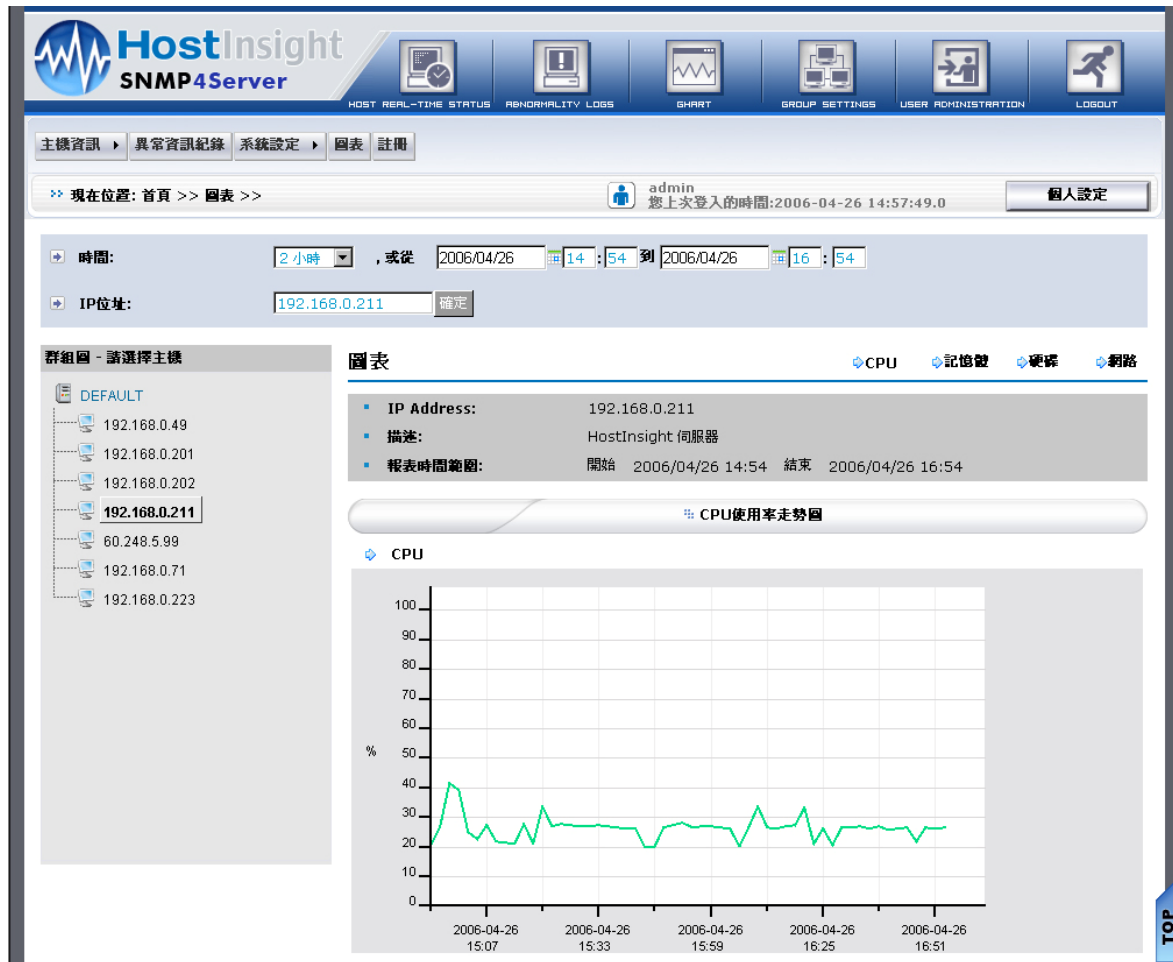 HostInsight
SNMP4Server
HOST REAL-TIME STATUS
ABNORMALITY LOGS
GHART
GROUP SETTINGS
USER ADMINISTRATION
LOGOUT
主機資訊 異常資訊紀錄 系統設定 圖表 註冊
現在位置: 首頁 >> 圖表 >>
admin
您上次登入的時間:2006-04-26 14:57:49.0
個人設定
時間: 2 小時 , 或從 2006/04/26 14 : 54 到 2006/04/26 16 : 54
IP位址: 192.168.0.211 確定
群組圖 - 請選擇主機
DEFAULT
192.168.0.49
192.168.0.201
192.168.0.202
192.168.0.211
60.248.5.99
192.168.0.71
192.168.0.223
圖表
CPU 記憶體 硬碟 網路
IP Address: 192.168.0.211
描述: HostInsight 伺服器
報表時間範圍: 開始 2006/04/26 14:54 結束 2006/04/26 16:54
CPU使用率走勢圖
CPU
100
90
80
70
60
% 50
40
30
20
10
0
2006-04-26 2006-04-26 2006-04-26 2006-04-26 2006-04-26
15:07 15:33 15:59 16:25 16:51
TOP